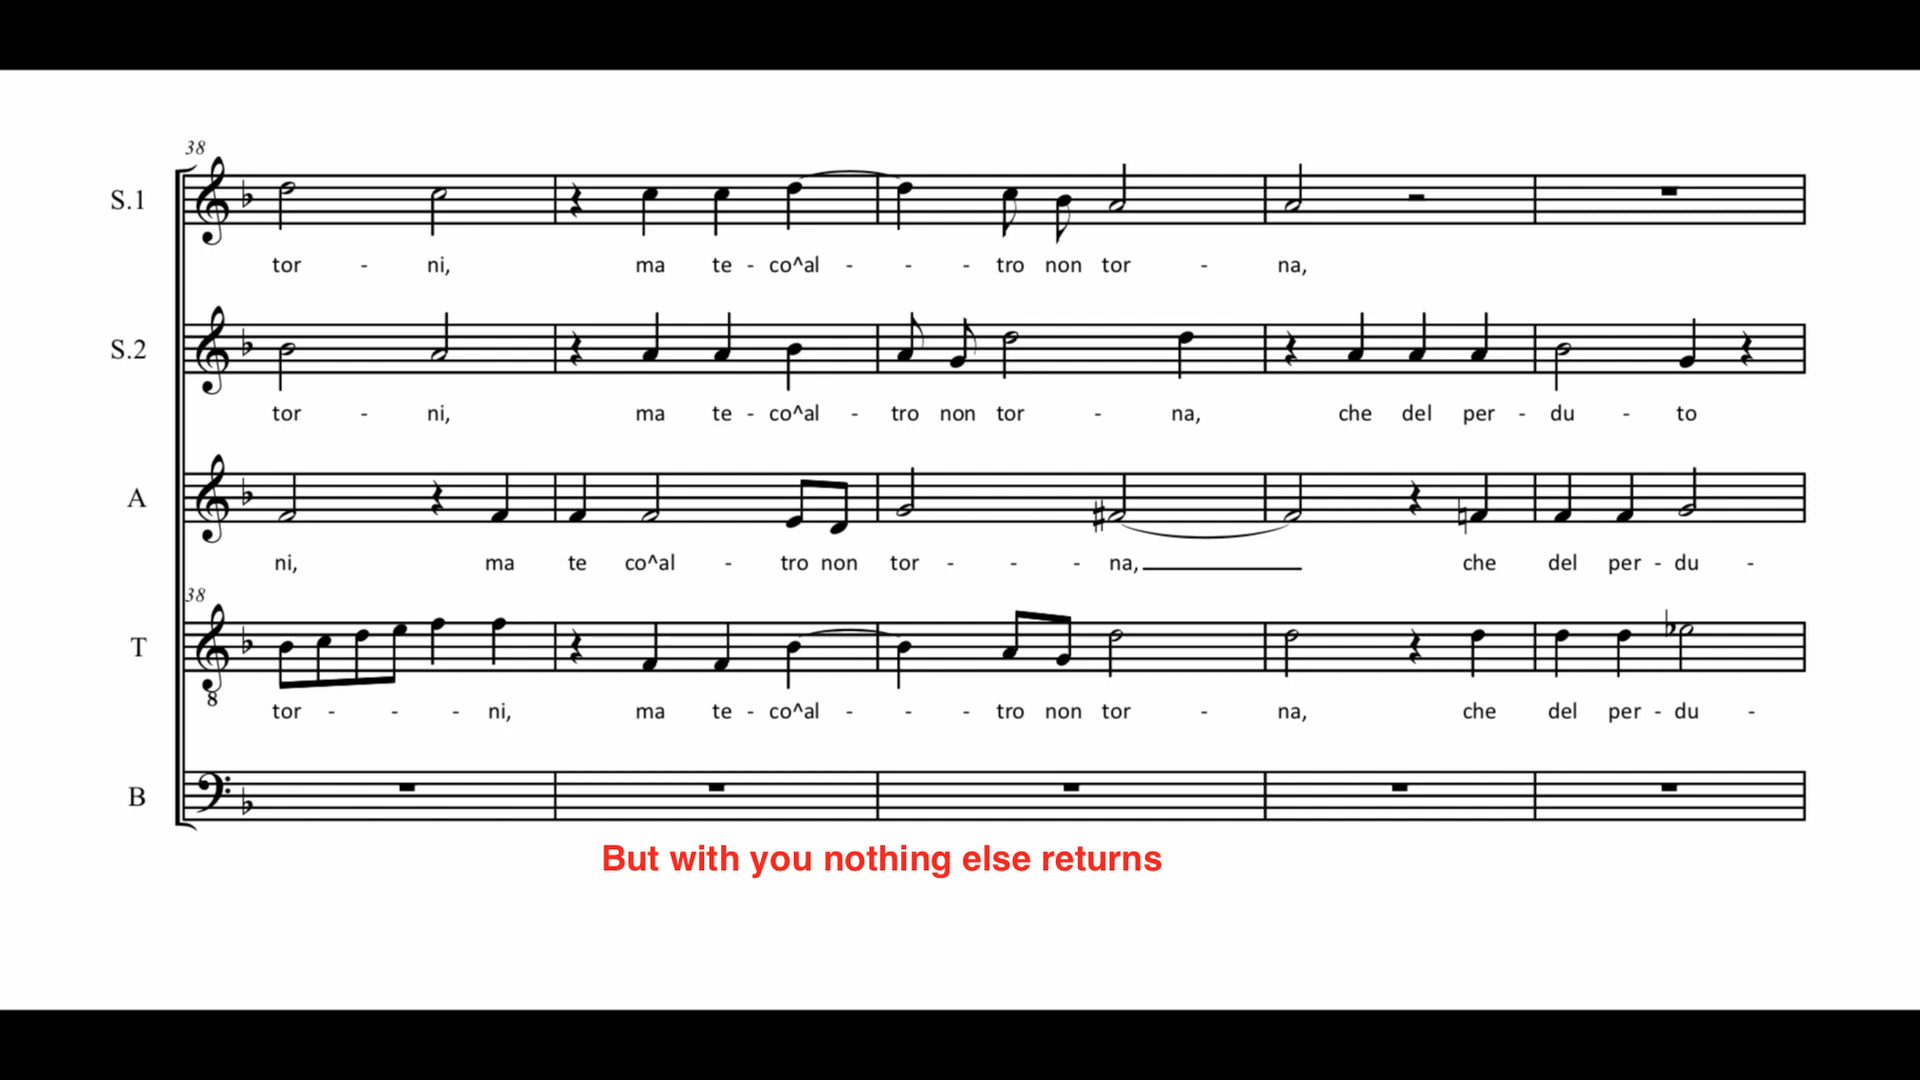 38
S.1
tor - ni, ma te - co^al - - - tro non tor - na,
S.2
tor - ni, ma te - co^al - tro non tor - na, che del per - du - to
A
ni, ma te co^al - tro non tor - - - na, che del per - du -
38
T
8
tor - - - ni, ma te - co^al - - - tro non tor - na, che del per - du -
B
But with you nothing else returns